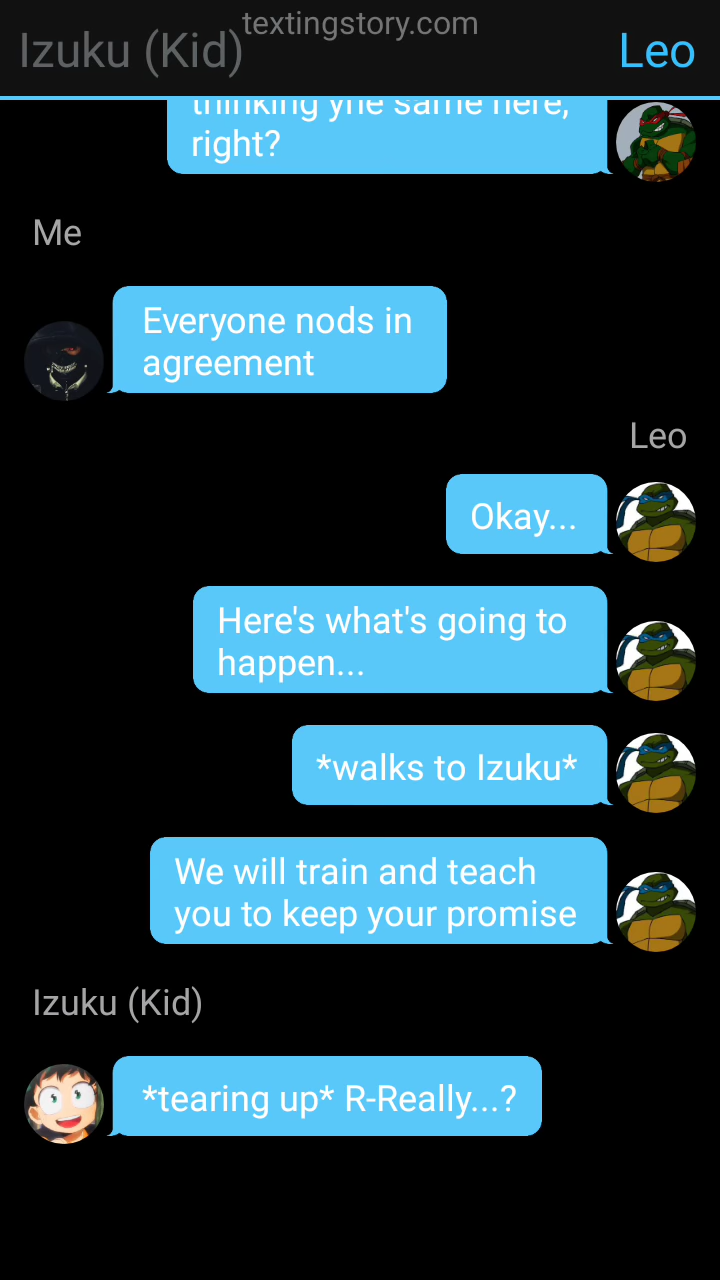 textingstory.com
Izuku (Kid)
Leo
thinking yhe same here,
right?
Me
Everyone nods in
agreement
Leo
Okay...
Here's what's going to
happen...
*walks to Izuku*
We will train and teach
you to keep your promise
Izuku (Kid)
*tearing up* R-Really...?